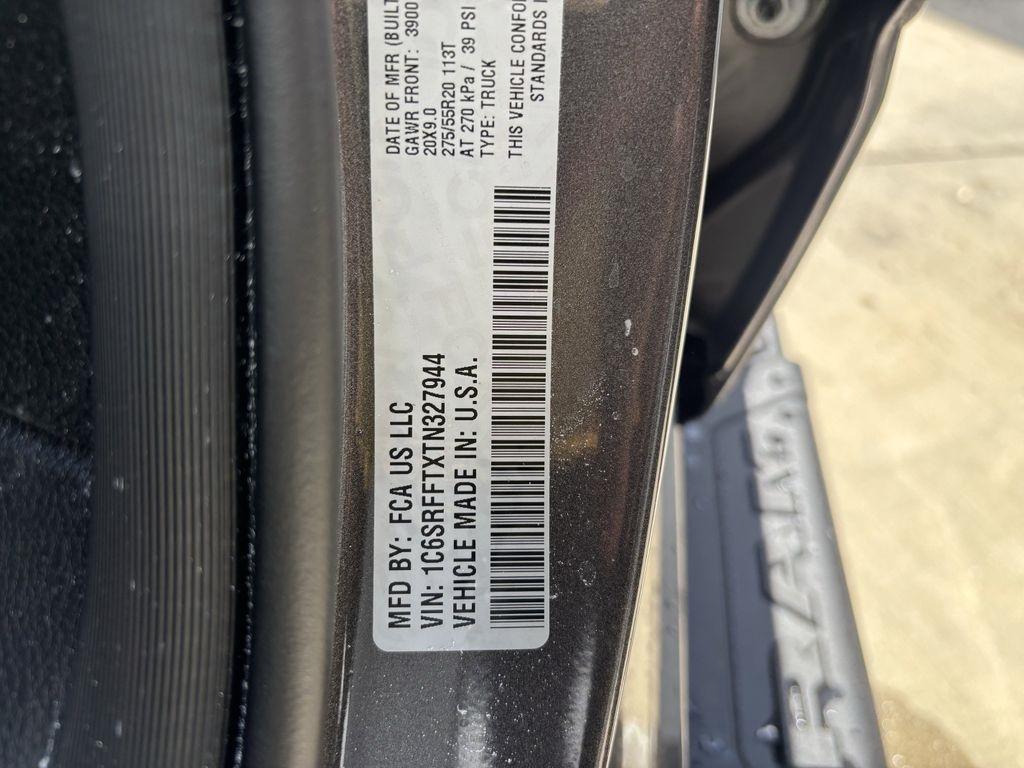 MFD BY: FCA US LLC
VIN: 1C6SRFFTXTN327944
VEHICLE MADE IN: U.S.A.
DATE OF MFR (BUILT
GAWR FRONT: 3900
20X9.0
275/55R20 113T
AT 270 kPa / 39 PSI
TYPE: TRUCK
THIS VEHICLE CONFO
STANDARDS